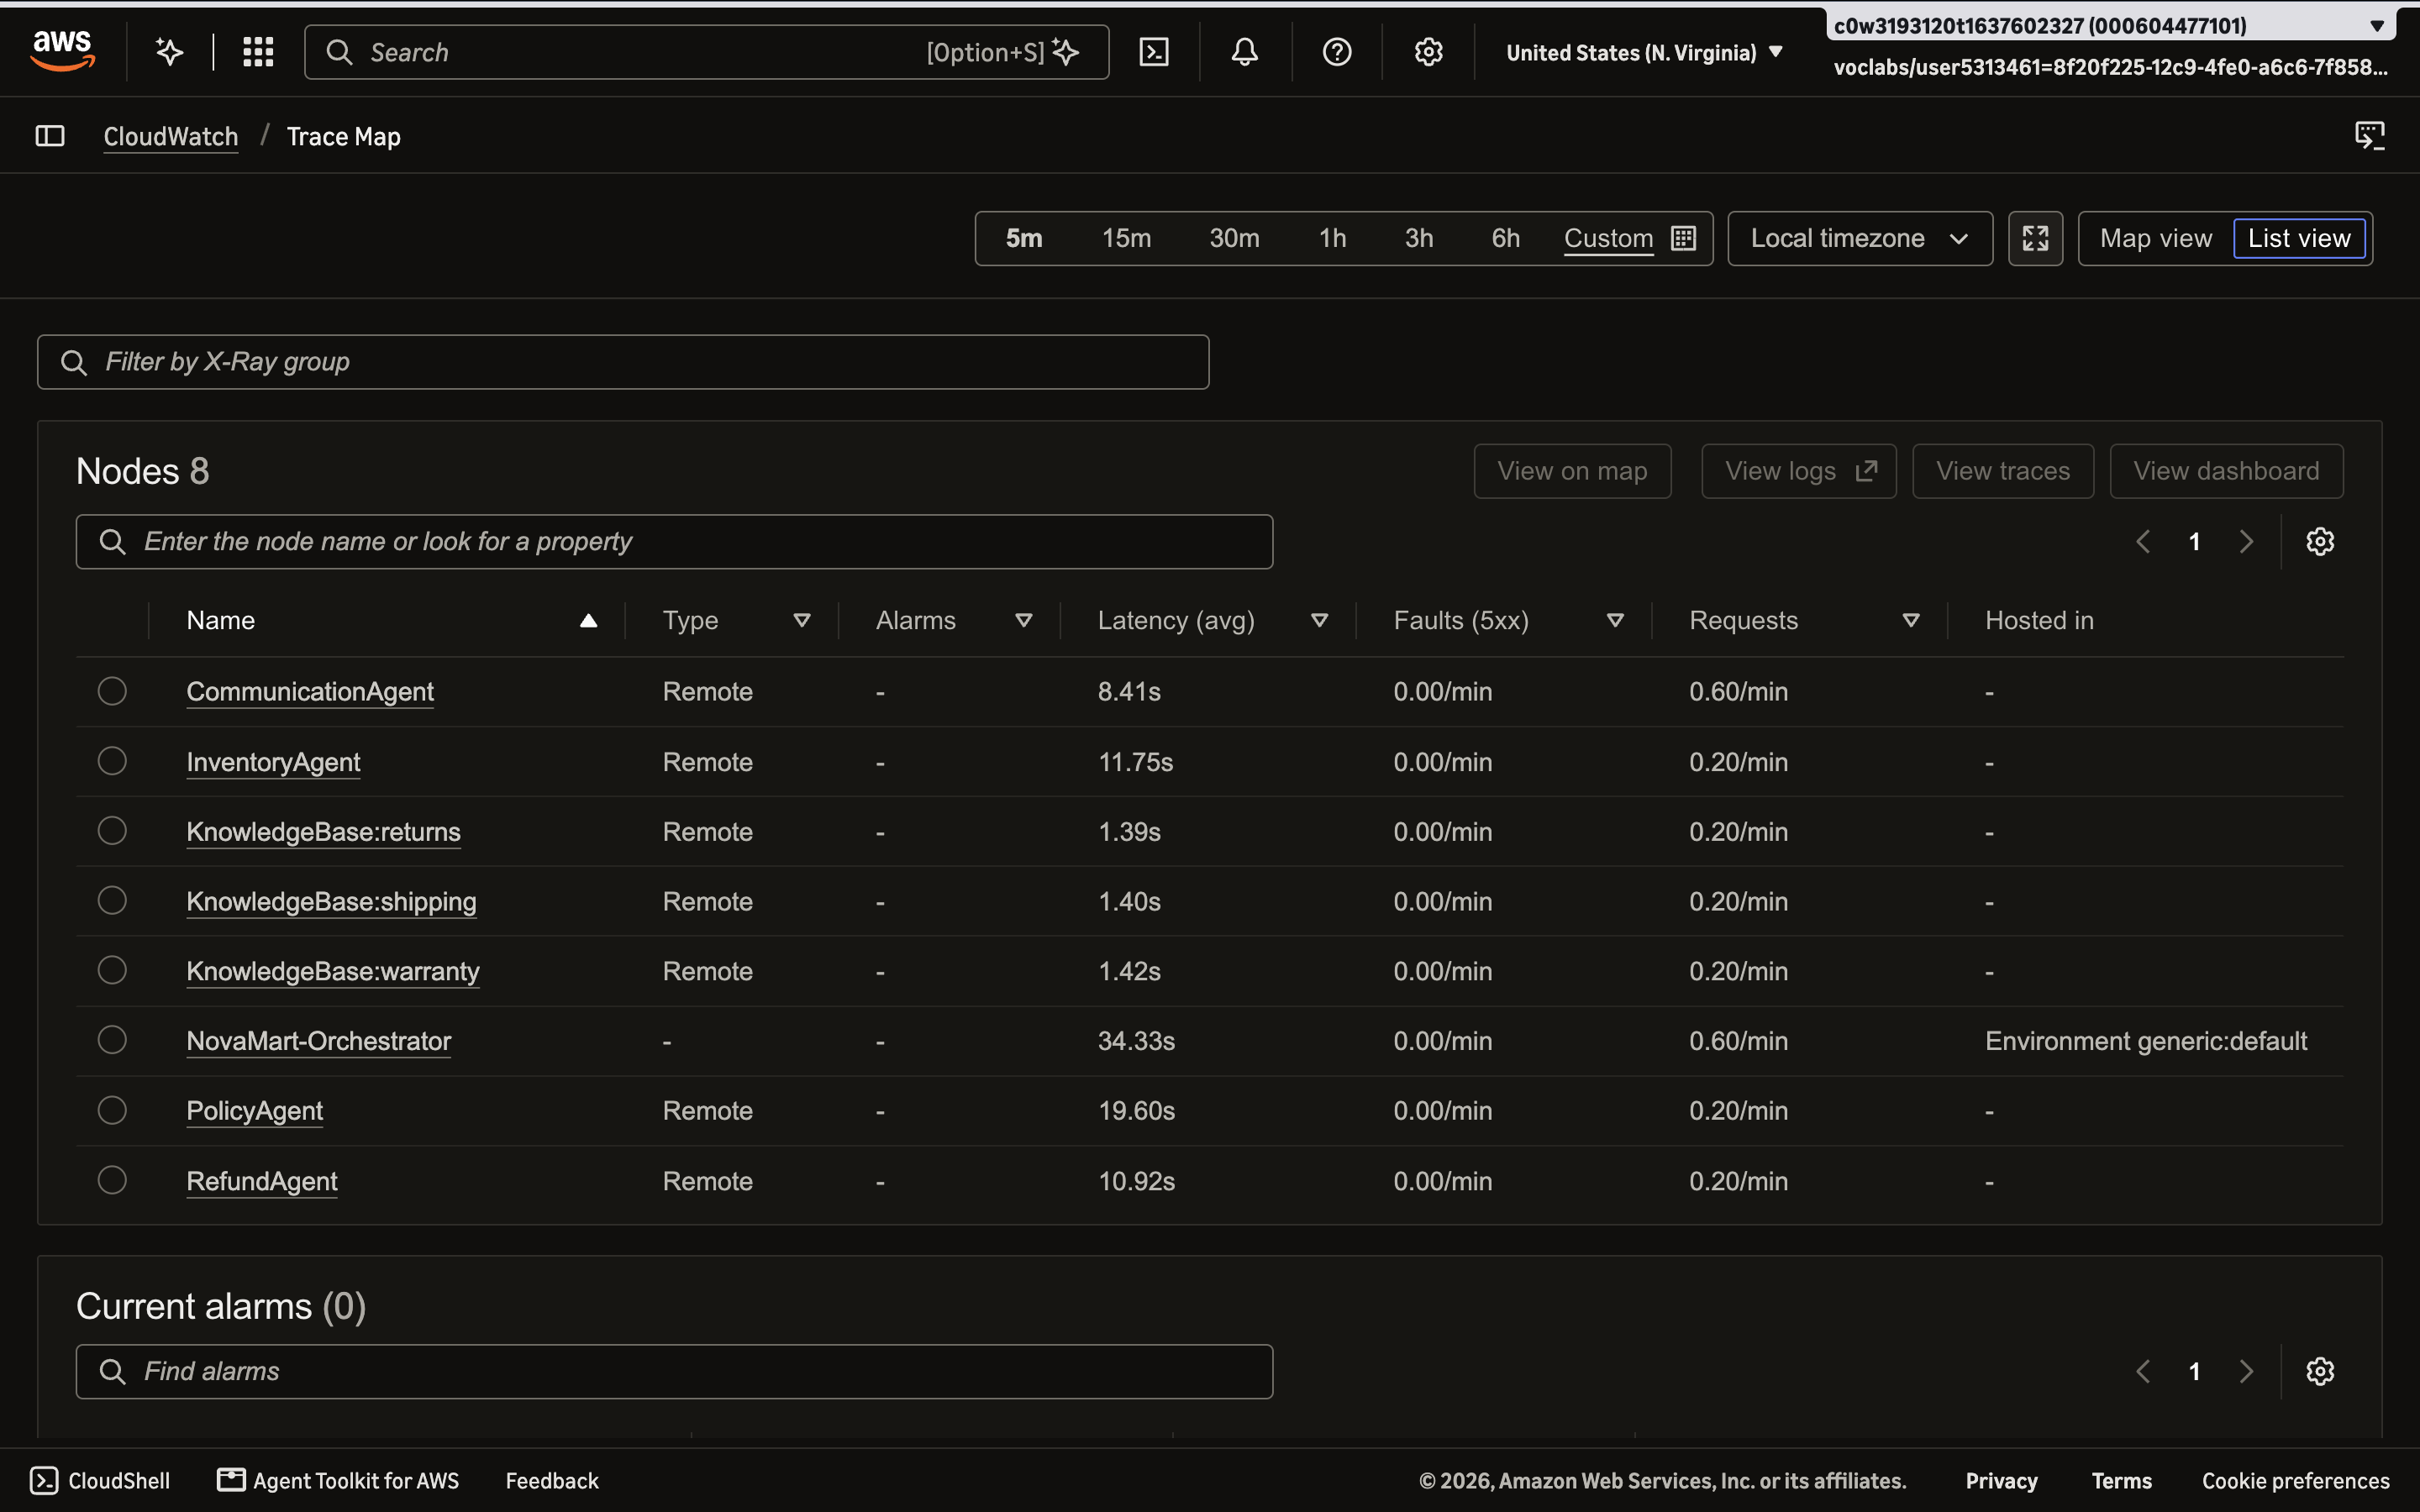 aws
Search [Option+S]
United States (N. Virginia)
c0w3193120t1637602327 (000604477101)
voclabs/user5313461=8f20f225-12c9-4fe0-a6c6-7f858...
CloudWatch / Trace Map
5m 15m 30m 1h 3h 6h Custom Local timezone Map view List view
Filter by X-Ray group
Nodes 8 View on map View logs View traces View dashboard
Enter the node name or look for a property 1
Name Type Alarms Latency (avg) Faults (5xx) Requests Hosted in
CommunicationAgent Remote - 8.41s 0.00/min 0.60/min -
InventoryAgent Remote - 11.75s 0.00/min 0.20/min -
KnowledgeBase:returns Remote - 1.39s 0.00/min 0.20/min -
KnowledgeBase:shipping Remote - 1.40s 0.00/min 0.20/min -
KnowledgeBase:warranty Remote - 1.42s 0.00/min 0.20/min -
NovaMart-Orchestrator - - 34.33s 0.00/min 0.60/min Environment generic:default
PolicyAgent Remote - 19.60s 0.00/min 0.20/min -
RefundAgent Remote - 10.92s 0.00/min 0.20/min -
Current alarms (0)
Find alarms 1
CloudShell Agent Toolkit for AWS Feedback © 2026, Amazon Web Services, Inc. or its affiliates. Privacy Terms Cookie preferences